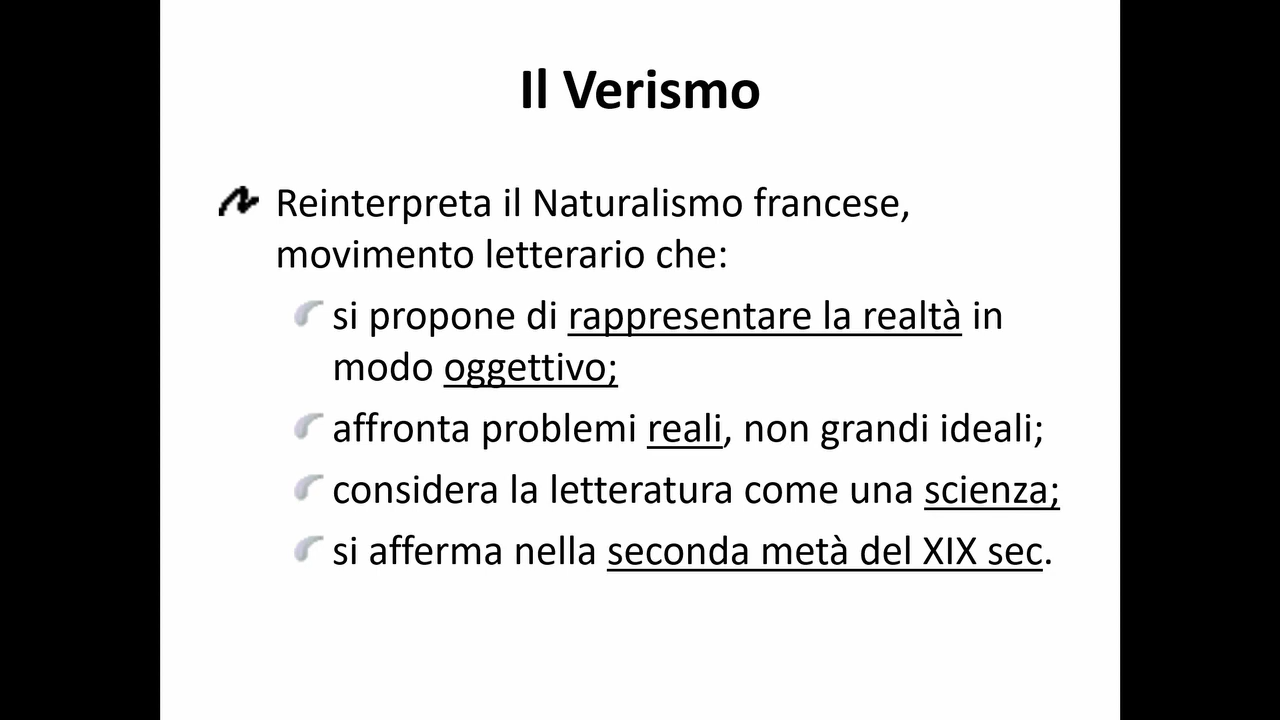 Il Verismo
Reinterpreta il Naturalismo francese,
movimento letterario che:
si propone di rappresentare la realtà in
modo oggettivo;
affronta problemi reali, non grandi ideali;
considera la letteratura come una scienza;
si afferma nella seconda metà del XIX sec.